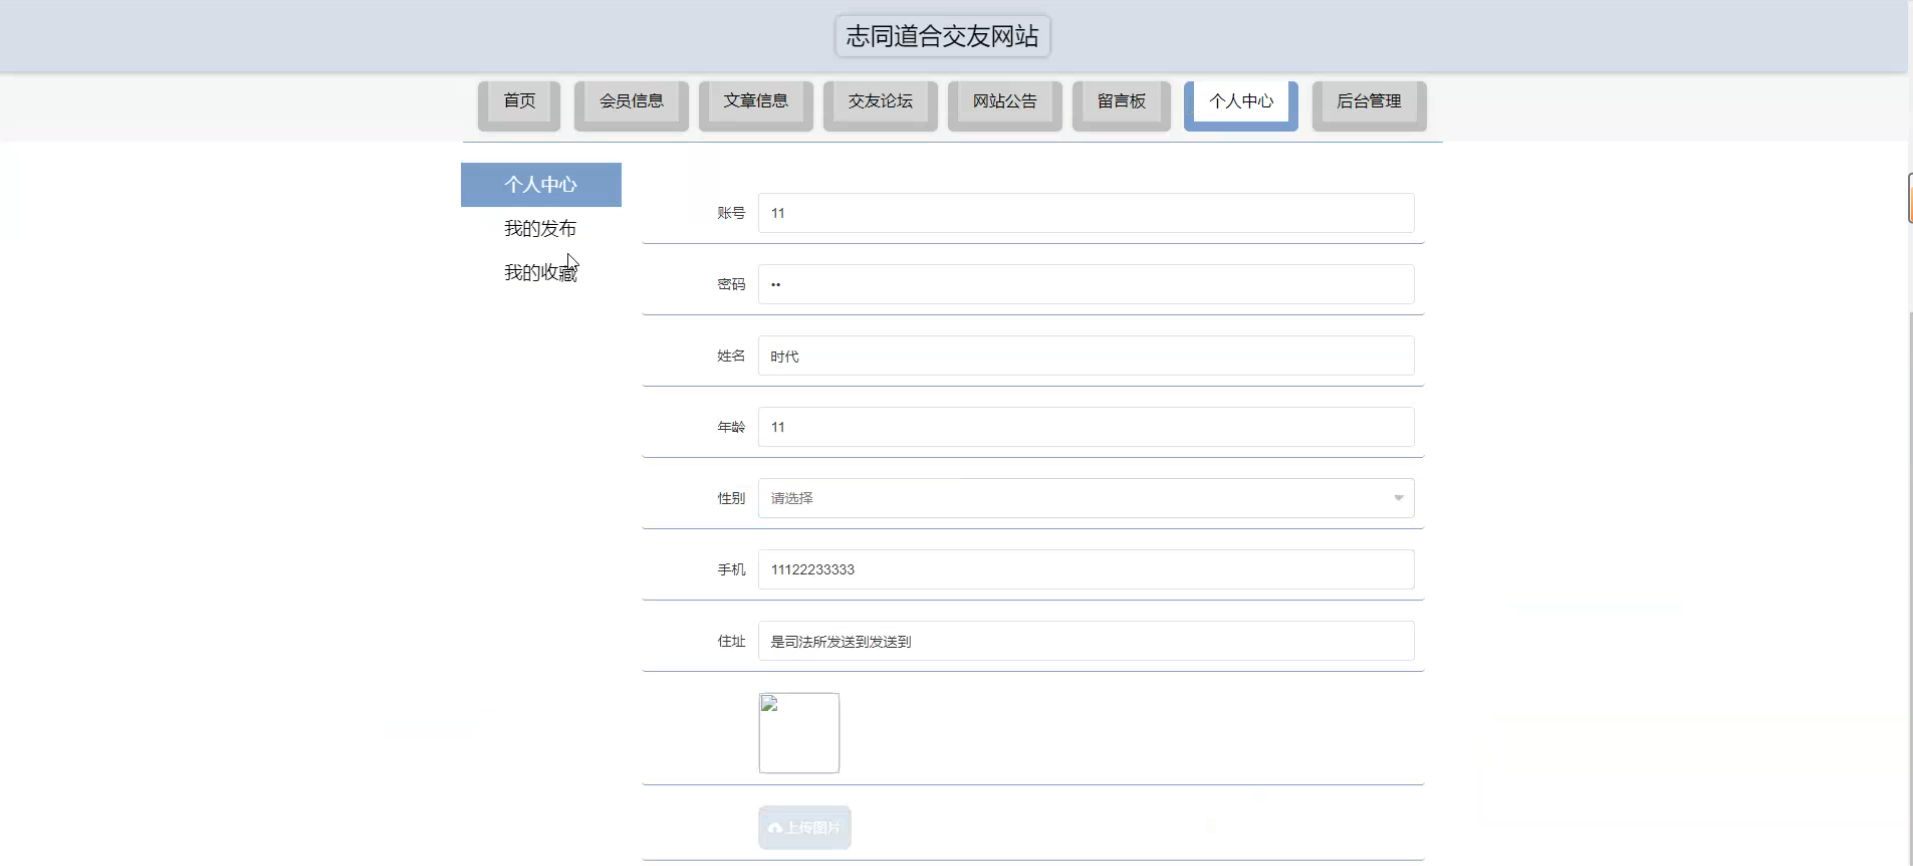 志同道合交友网站
首页 会员信息 文章信息 交友论坛 网站公告 留言板 个人中心 后台管理
个人中心
我的发布
我的收藏
账号 11
密码 ••
姓名 时代
年龄 11
性别 请选择
手机 11122233333
住址 是司法所发送到发送到
上传图片